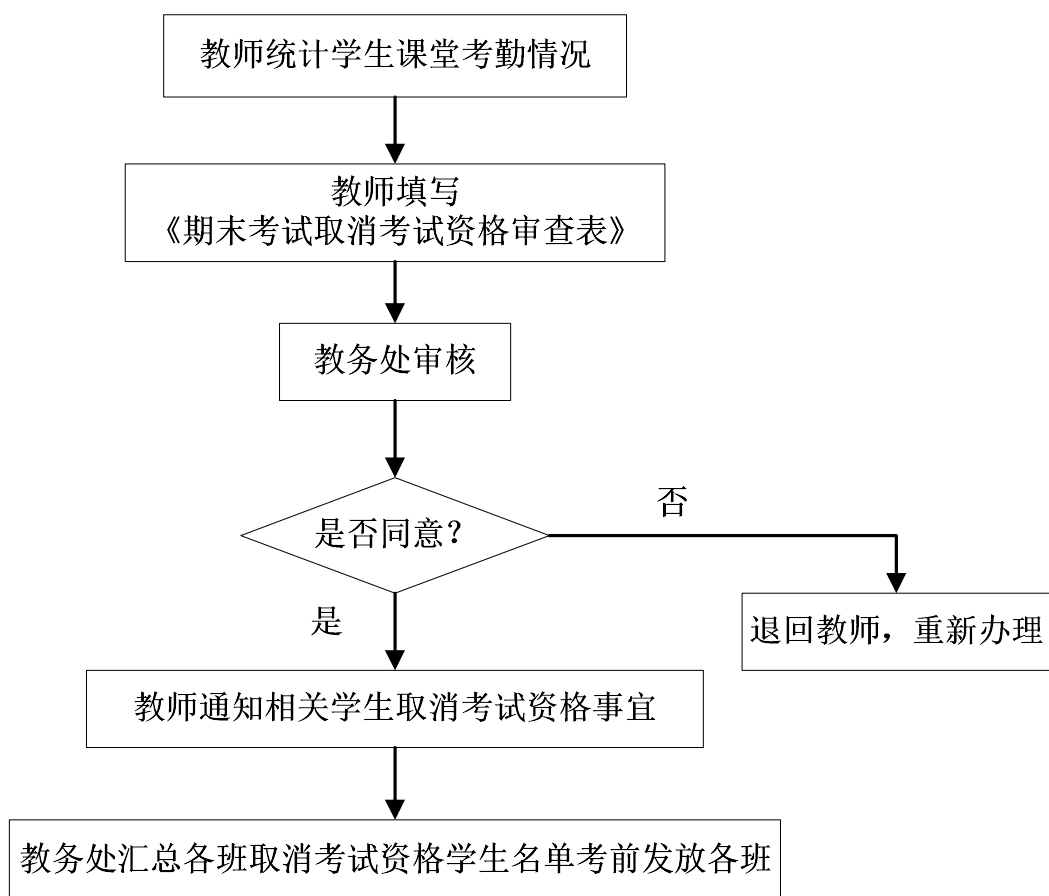 教师统计学生课堂考勤情况
教师填写
《期末考试取消考试资格审查表》
教务处审核
是否同意？
否
是
退回教师，重新办理
教师通知相关学生取消考试资格事宜
教务处汇总各班取消考试资格学生名单考前发放各班